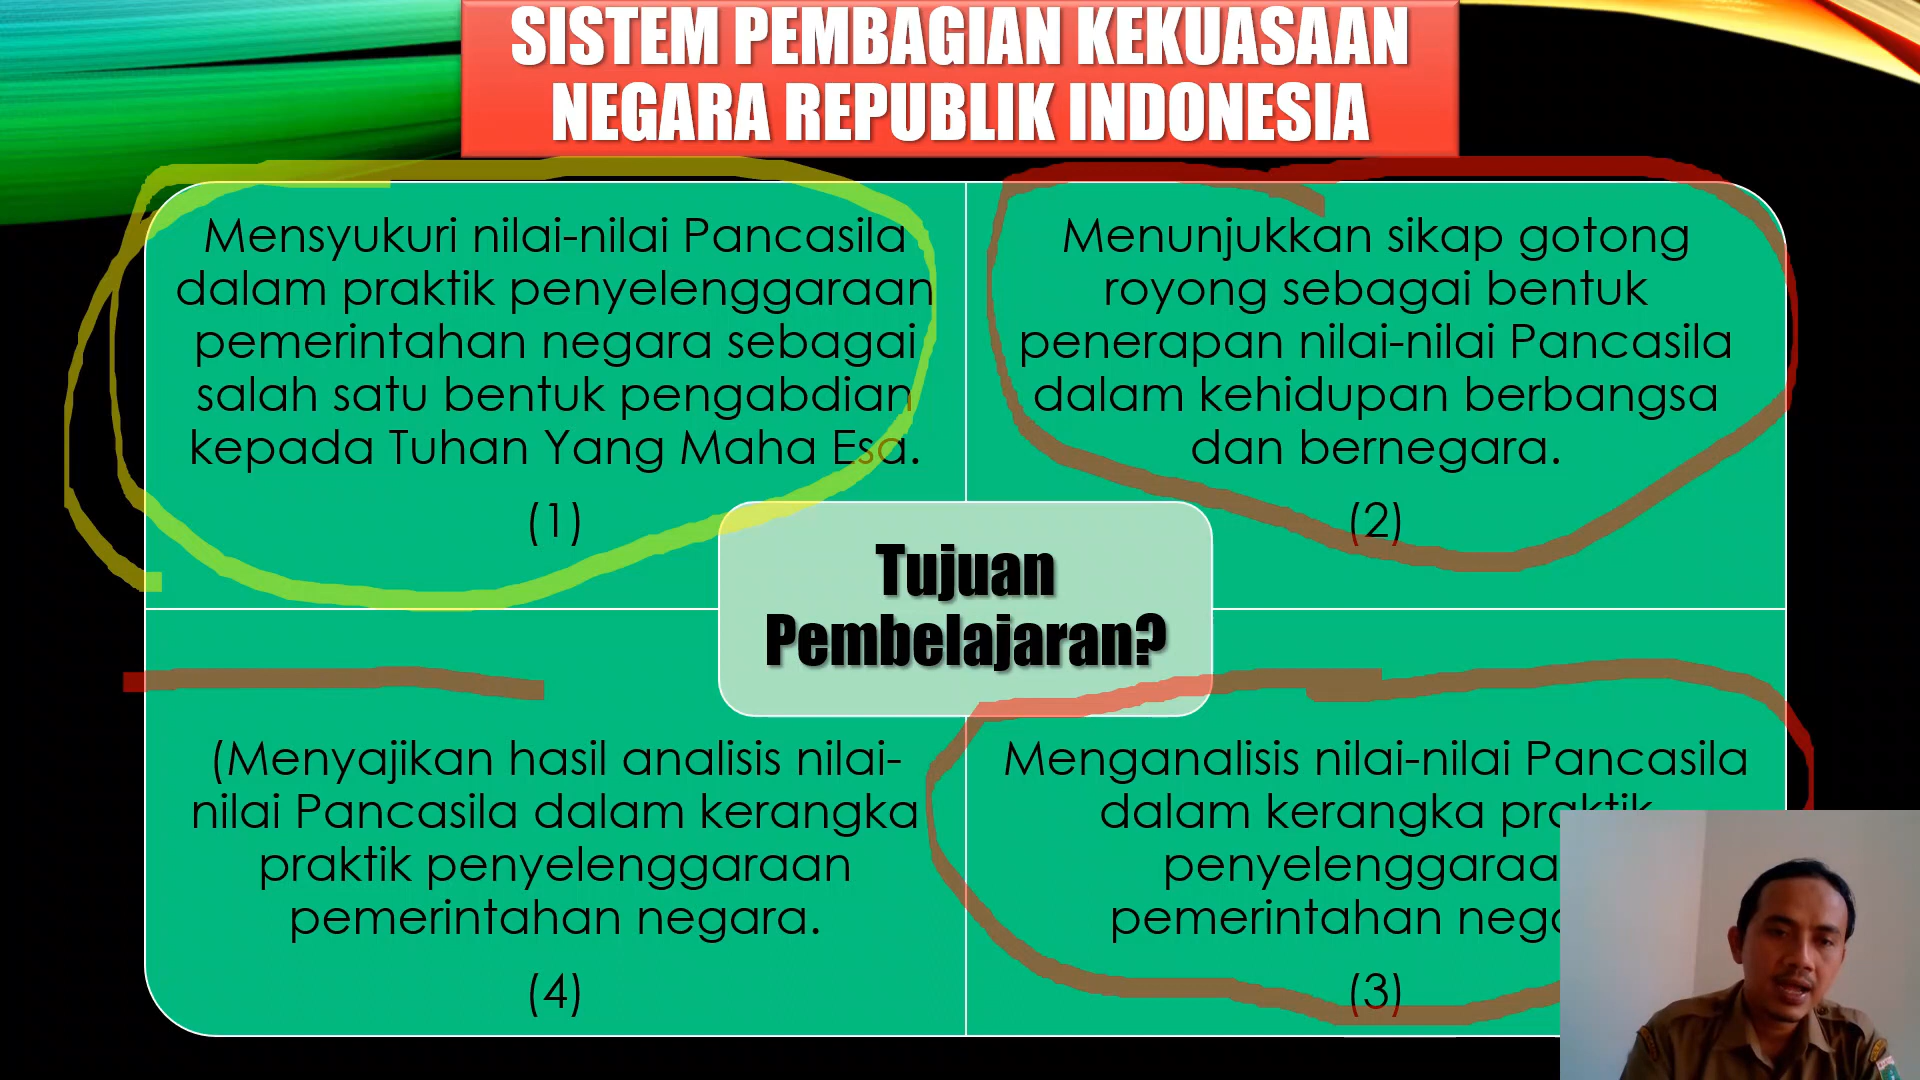 SISTEM PEMBAGIAN KEKUASAAN
NEGARA REPUBLIK INDONESIA
Mensyukuri nilai-nilai Pancasila
dalam praktik penyelenggaraan
pemerintahan negara sebagai
salah satu bentuk pengabdian
kepada Tuhan Yang Maha Esa.
(1)
Menunjukkan sikap gotong
royong sebagai bentuk
penerapan nilai-nilai Pancasila
dalam kehidupan berbangsa
dan bernegara.
(2)
Tujuan
Pembelajaran?
(Menyajikan hasil analisis nilai-
nilai Pancasila dalam kerangka
praktik penyelenggaraan
pemerintahan negara.
(4)
Menganalisis nilai-nilai Pancasila
dalam kerangka praktik
pemerintahan
(3)